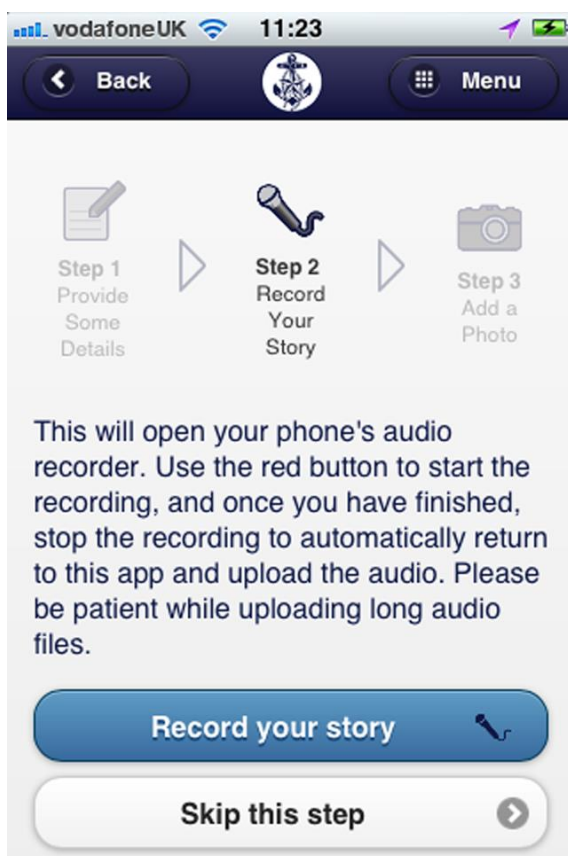 vodafoneUK 11:23
Back Menu
Step 1
Provide
Some
Details
Step 2
Record
Your
Story
Step 3
Add a
Photo
This will open your phone's audio
recorder. Use the red button to start the
recording, and once you have finished,
stop the recording to automatically return
to this app and upload the audio. Please
be patient while uploading long audio
files.
Record your story
Skip this step